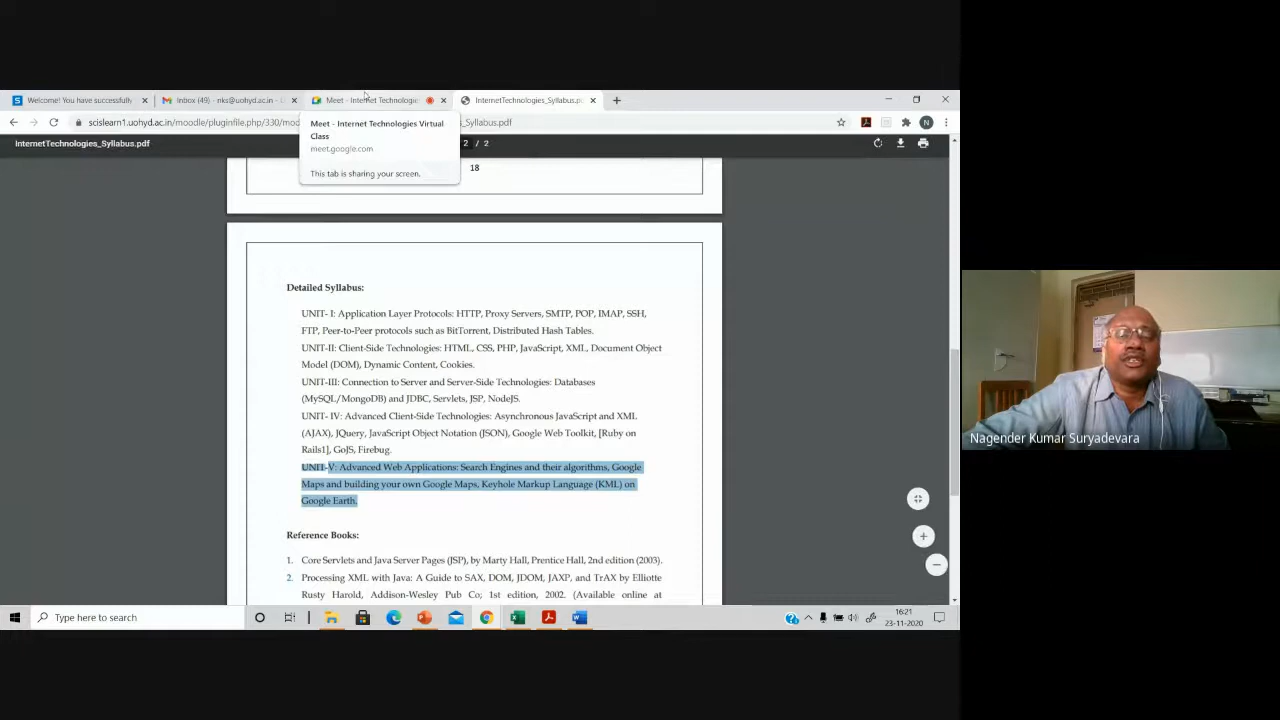 Welcome! You have successfully
Inbox (49) - nks@uohyd.ac.in -
Meet - Internet Technologies
InternetTechnologies_Syllabus.pd
scislearn1.uohyd.ac.in/moodle/pluginfile.php/330/mod
_Syllabus.pdf
Meet - Internet Technologies Virtual
Class
meet.google.com
This tab is sharing your screen.
InternetTechnologies_Syllabus.pdf
2 / 2
18
Detailed Syllabus:
UNIT- I: Application Layer Protocols: HTTP, Proxy Servers, SMTP, POP, IMAP, SSH,
FTP, Peer-to-Peer protocols such as BitTorrent, Distributed Hash Tables.
UNIT-II: Client-Side Technologies: HTML, CSS, PHP, JavaScript, XML, Document Object
Model (DOM), Dynamic Content, Cookies.
UNIT-III: Connection to Server and Server-Side Technologies: Databases
(MySQL/MongoDB) and JDBC, Servlets, JSP, NodeJS.
UNIT- IV: Advanced Client-Side Technologies: Asynchronous JavaScript and XML
(AJAX), JQuery, JavaScript Object Notation (JSON), Google Web Toolkit, [Ruby on
Rails1], GoJS, Firebug.
UNIT-V: Advanced Web Applications: Search Engines and their algorithms, Google
Maps and building your own Google Maps, Keyhole Markup Language (KML) on
Google Earth.
Reference Books:
1. Core Servlets and Java Server Pages (JSP), by Marty Hall, Prentice Hall, 2nd edition (2003).
2. Processing XML with Java: A Guide to SAX, DOM, JDOM, JAXP, and TrAX by Elliotte
Rusty Harold, Addison-Wesley Pub Co; 1st edition, 2002. (Available online at
Nagender Kumar Suryadevara
Type here to search
16:21
23-11-2020